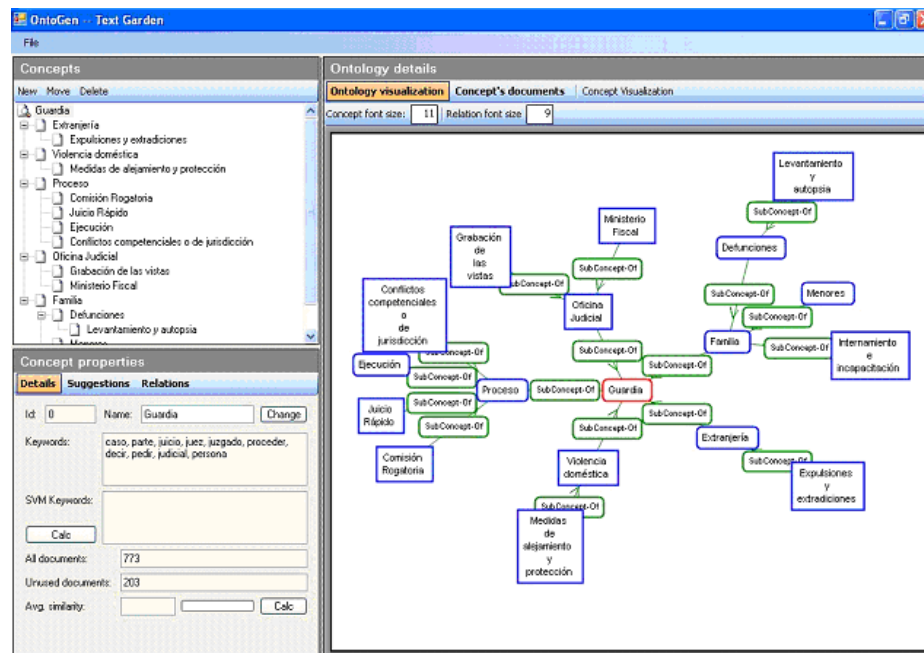 OntoGen -- Text Garden
File
Concepts
New Move Delete
Guardia
Extranjería
Expulsiones y extradiciones
Violencia doméstica
Medidas de alejamiento y protección
Proceso
Comisión Rogatoria
Juicio Rápido
Ejecución
Conflictos competenciales o de jurisdicción
Oficina Judicial
Grabación de las vistas
Ministerio Fiscal
Familia
Defunciones
Levantamiento y autopsia
Menores
Concept properties
Details Suggestions Relations
Id: 0 Name: Guardia Change
Keywords: caso, parte, juicio, juez, juzgado, proceder,
decir, pedir, judicial, persona
SVM Keywords:
Calc
All documents: 773
Unused documents: 203
Avg. similarity: Calc
Ontology details
Ontology visualization Concept's documents Concept Visualization
Concept font size: 11 Relation font size 9
Levantamiento
y
autopsia
SubConcept-Of
Ministerio
Fiscal
Grabación
de
las
vistas
SubConcept-Of
Defunciones
Conflictos
competenciales
o
de
jurisdicción
SubConcept-Of
Oficina
Judicial
SubConcept-Of
Menores
SubConcept-Of
Familia
SubConcept-Of
Internamiento
e
incapacitación
SubConcept-Of
SubConcept-Of
Ejecución
SubConcept-Of
SubConcept-Of
Proceso
SubConcept-Of
Guardia
SubConcept-Of
Juicio
Rápido
SubConcept-Of
SubConcept-Of
Extranjería
Comisión
Rogatoria
SubConcept-Of
Violencia
doméstica
SubConcept-Of
Expulsiones
y
extradiciones
SubConcept-Of
Medidas
de
alejamiento
y
protección